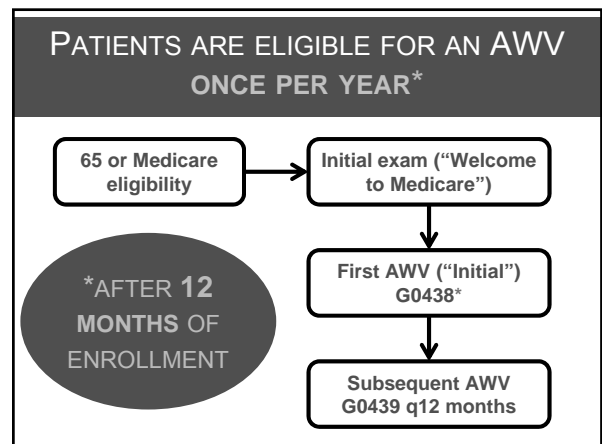 PATIENTS ARE ELIGIBLE FOR AN AWV
ONCE PER YEAR*
65 or Medicare
eligibility
Initial exam (“Welcome
to Medicare”)
First AWV (“Initial”)
G0438*
*AFTER 12
MONTHS OF
ENROLLMENT
Subsequent AWV
G0439 q12 months